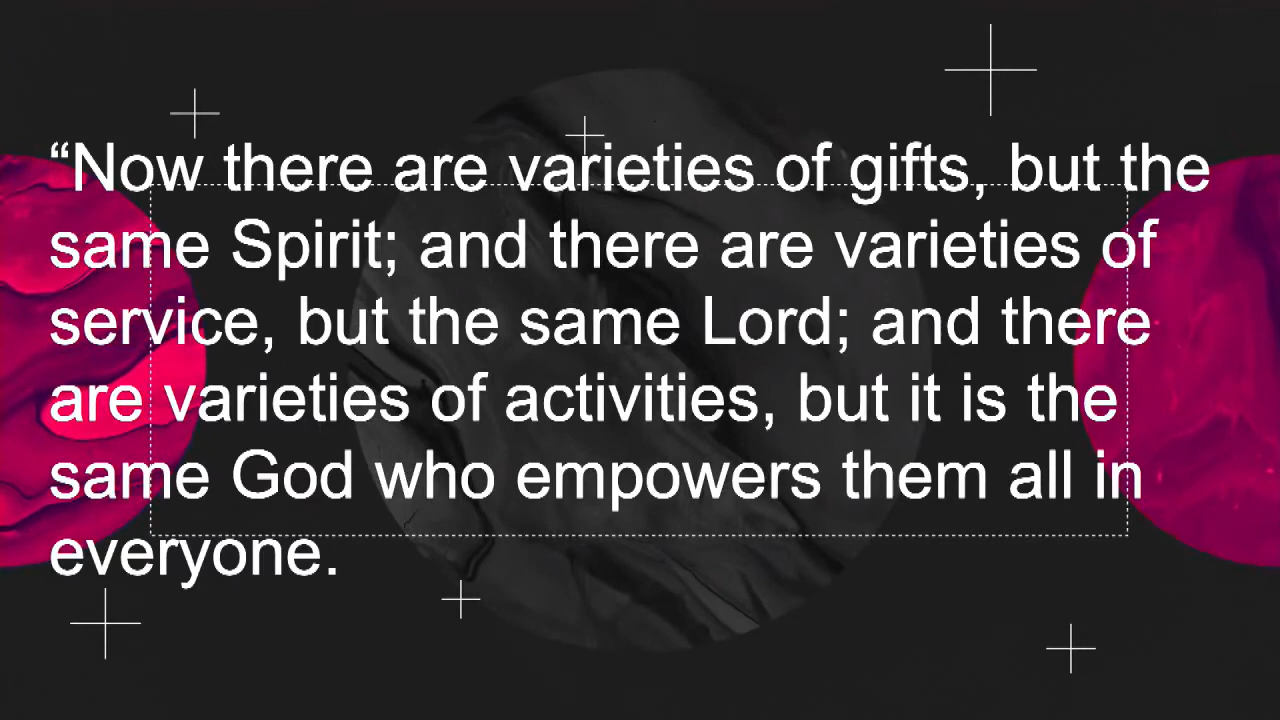 “Now there are varieties of gifts, but the
same Spirit; and there are varieties of
service, but the same Lord; and there
are varieties of activities, but it is the
same God who empowers them all in
everyone.